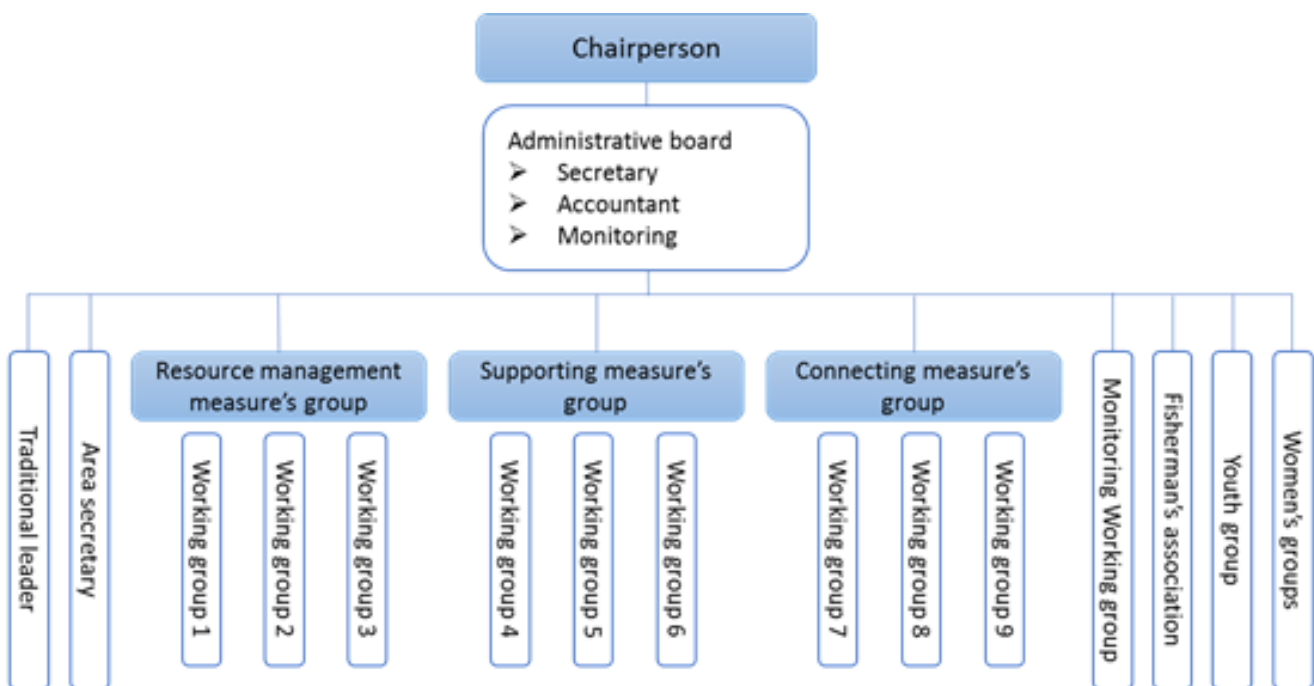 Chairperson
Administrative board
➢ Secretary
➢ Accountant
➢ Monitoring
Traditional leader
Area secretary
Resource management
measure's group
Working group 1
Working group 2
Working group 3
Supporting measure's
group
Working group 4
Working group 5
Working group 6
Connecting measure's
group
Working group 7
Working group 8
Working group 9
Monitoring Working group
Fisherman's association
Youth group
Women's groups